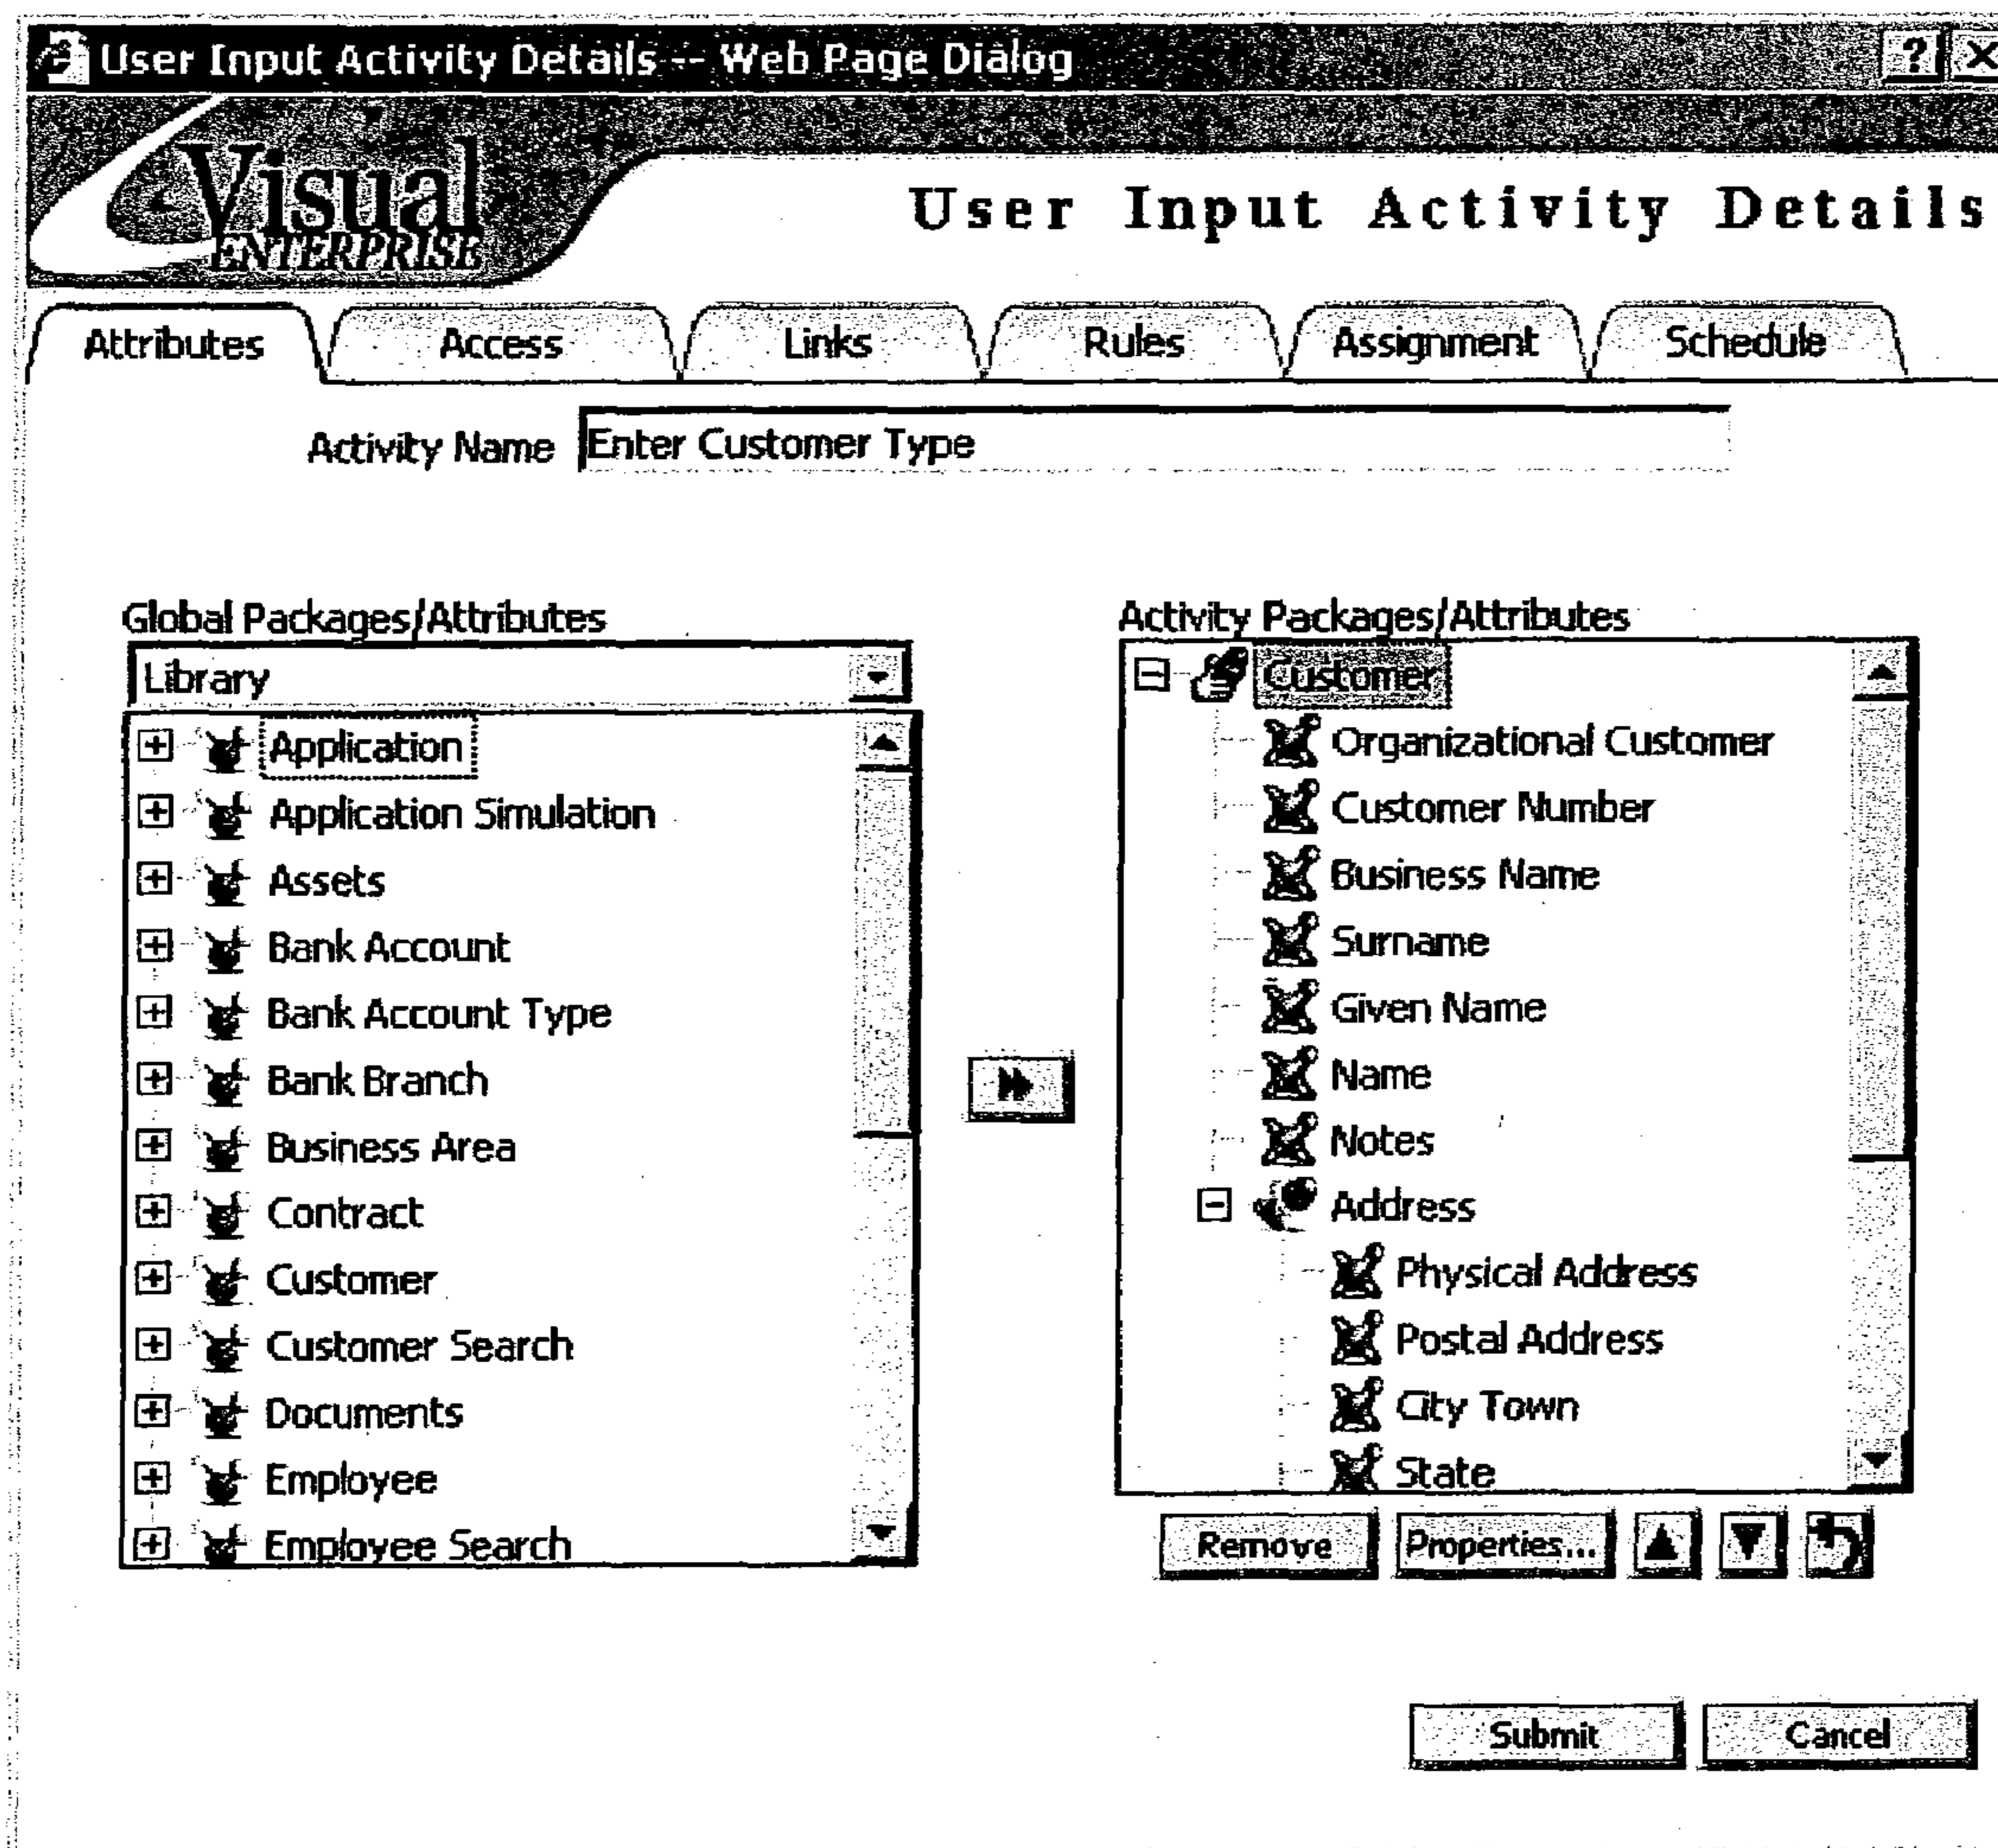 User Input Activity Details -- Web Page Dialog
Visual
ENTERPRISE
User Input Activity Details
Attributes Access Links Rules Assignment Schedule
Activity Name Enter Customer Type
Global Packages/Attributes
Library
Application
Application Simulation
Assets
Bank Account
Bank Account Type
Bank Branch
Business Area
Contract
Customer
Customer Search
Documents
Employee
Employee Search
Activity Packages/Attributes
Customer
Organizational Customer
Customer Number
Business Name
Surname
Given Name
Name
Notes
Address
Physical Address
Postal Address
City Town
State
Remove Properties...
Submit Cancel